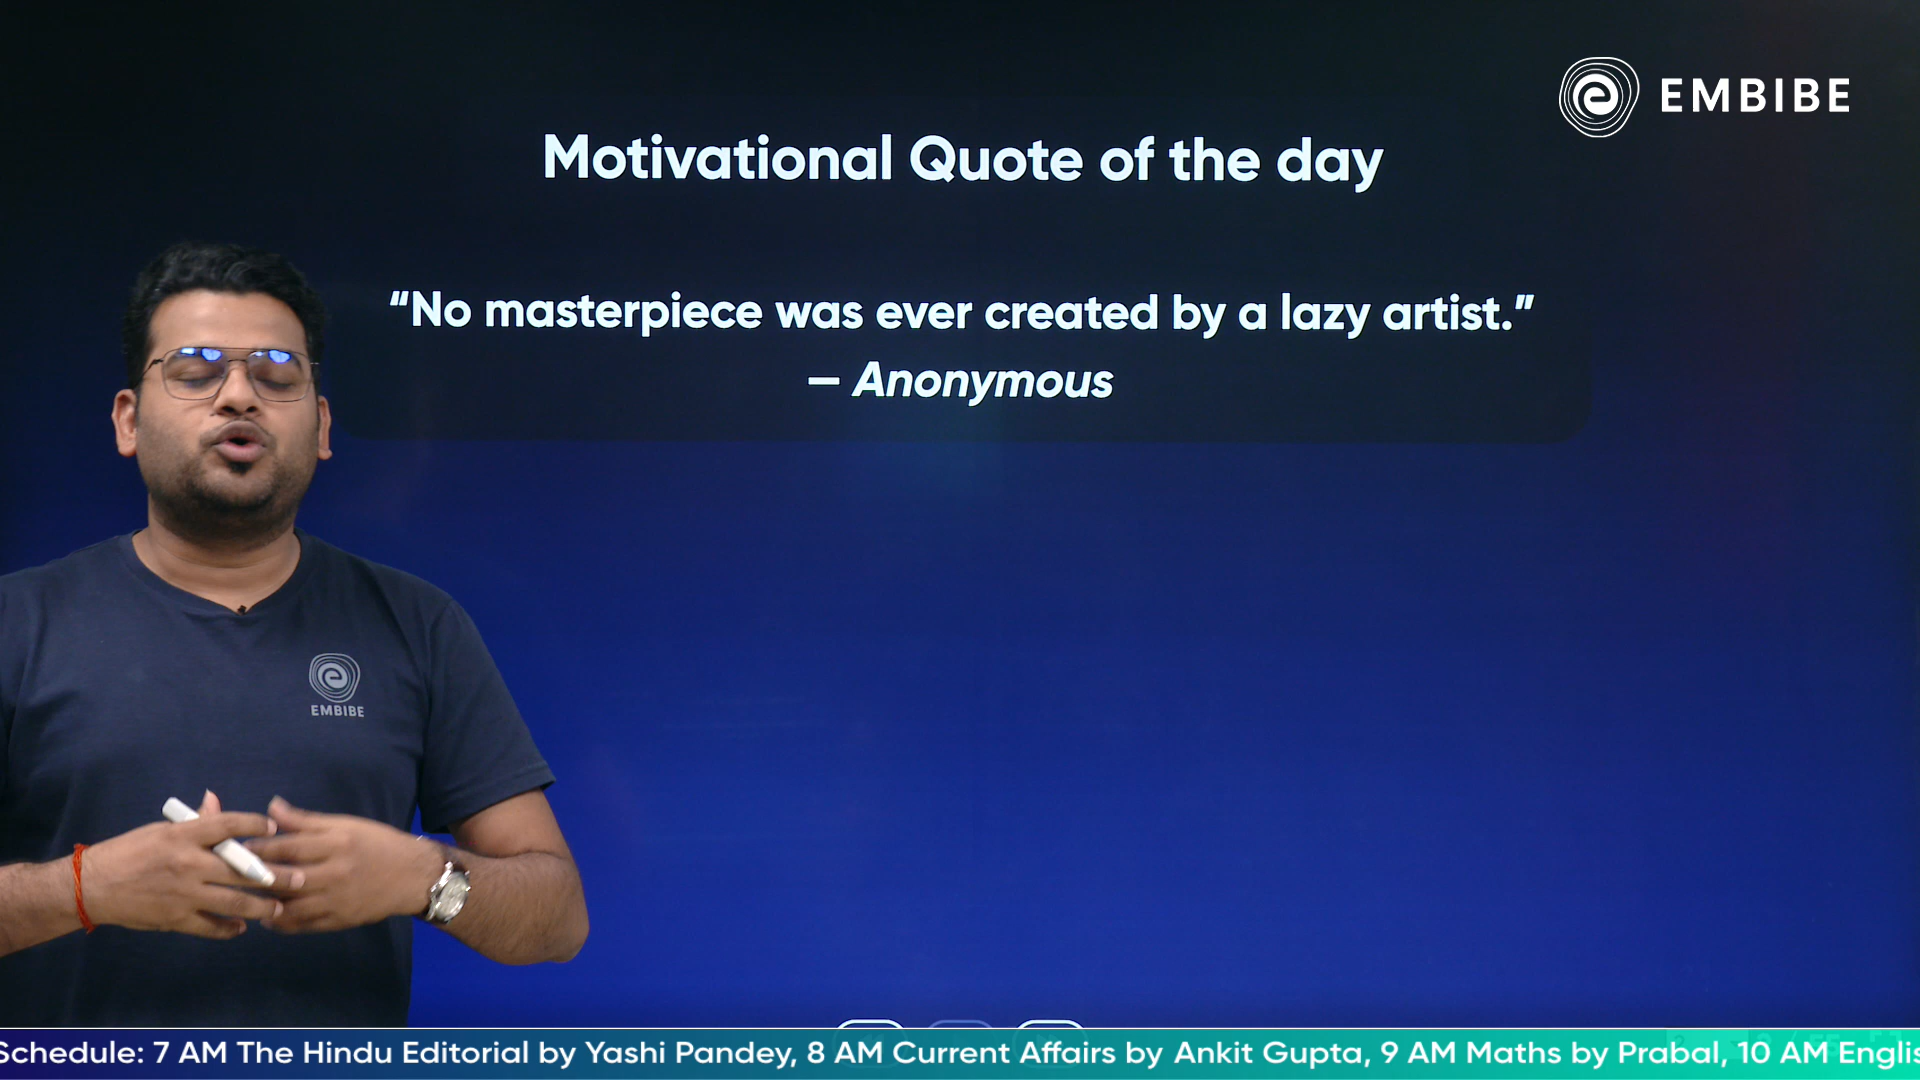 EMBIBE
Motivational Quote of the day
“No masterpiece was ever created by a lazy artist.”
— Anonymous
EMBIBE
Schedule: 7 AM The Hindu Editorial by Yashi Pandey, 8 AM Current Affairs by Ankit Gupta, 9 AM Maths by Prabal, 10 AM Englis